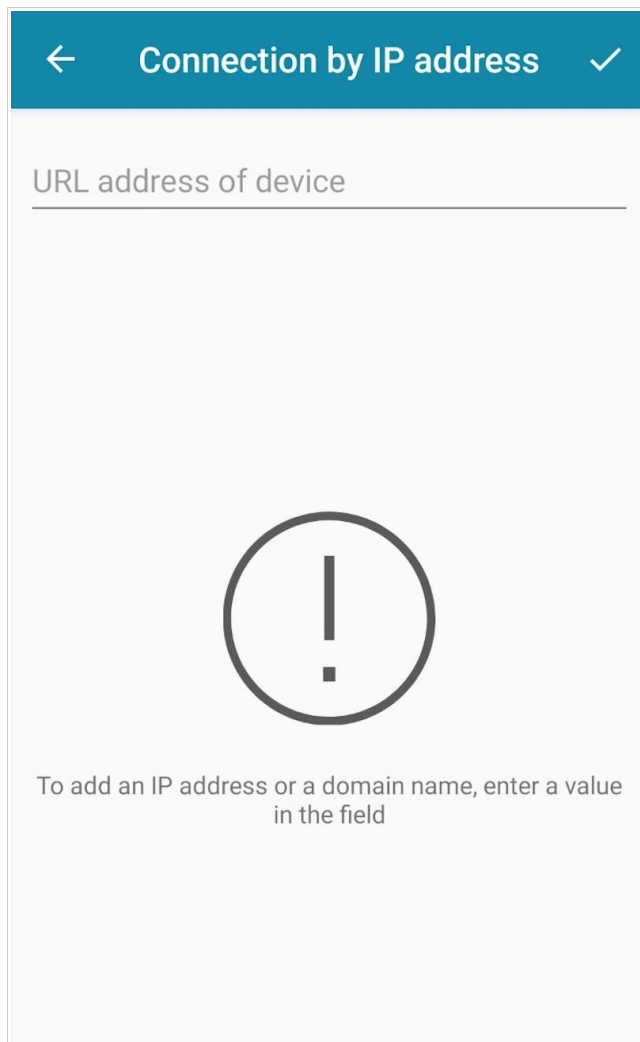 Connection by IP address
URL address of device
To add an IP address or a domain name, enter a value
in the field